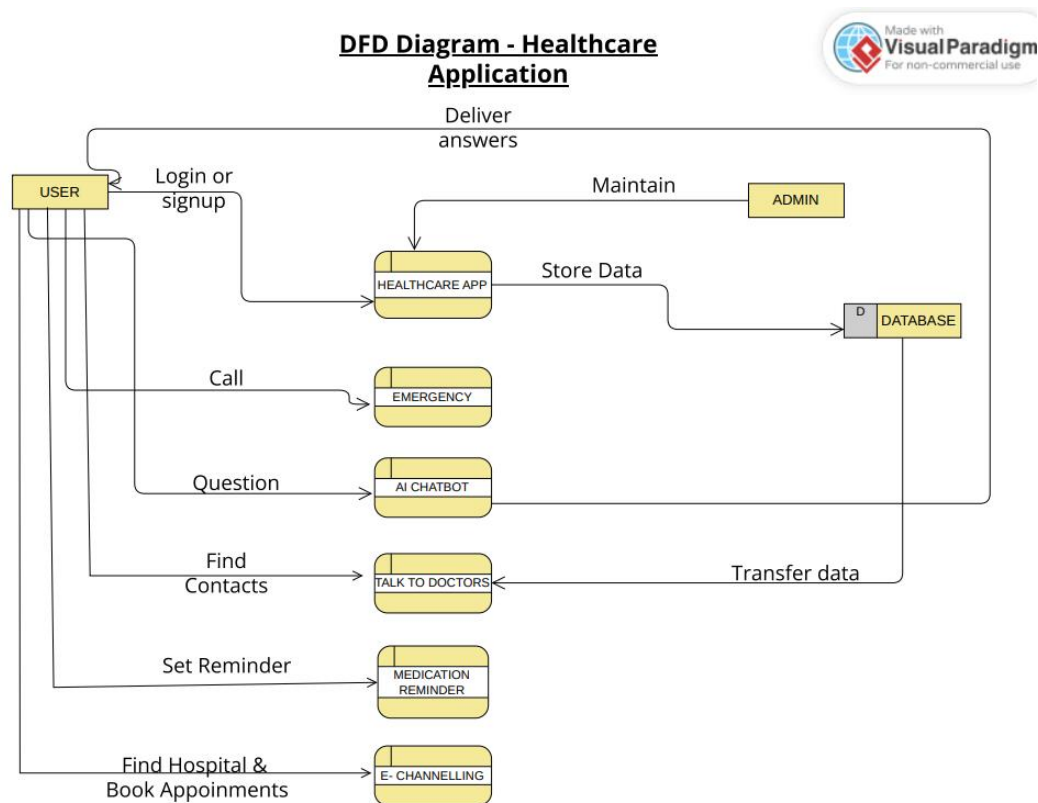 DFD Diagram - Healthcare
Application
Made with
Visual Paradigm
For non-commercial use
Deliver
answers
USER
Login or
signup
Maintain
ADMIN
HEALTHCARE APP
Store Data
D
DATABASE
Call
EMERGENCY
Question
AI CHATBOT
Find
Contacts
TALK TO DOCTORS
Transfer data
Set Reminder
MEDICATION
REMINDER
Find Hospital &
Book Appoinments
E- CHANNELLING